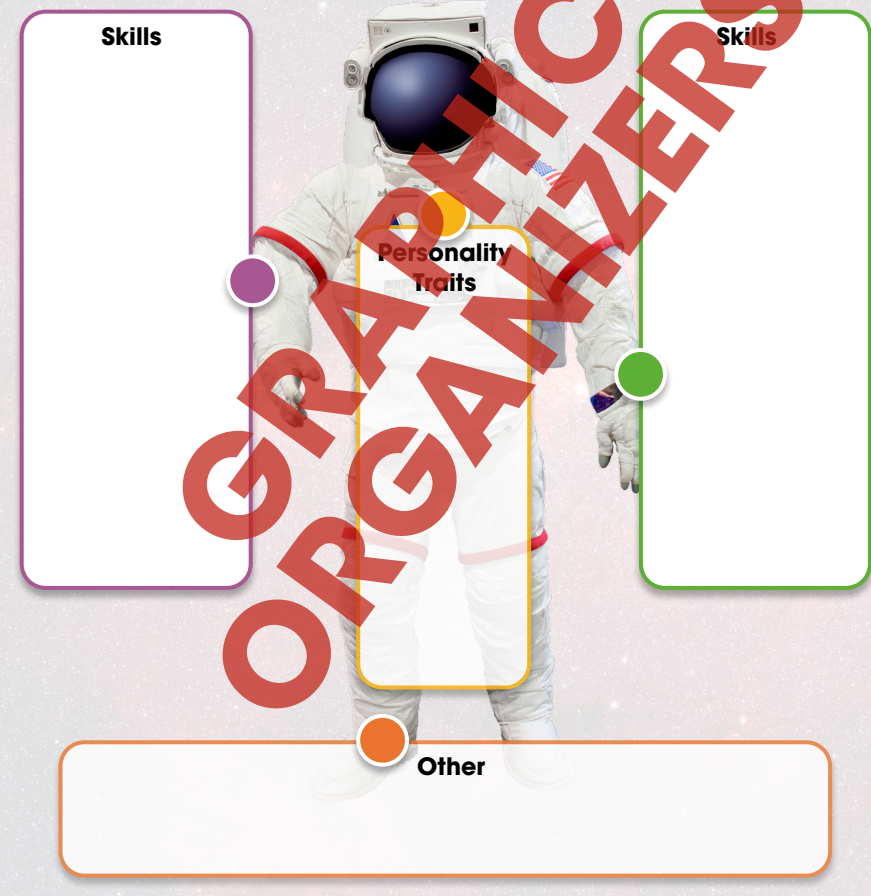 Skills
Skills
Personality
Traits
Other
GRAPHIC
ORGANIZERS